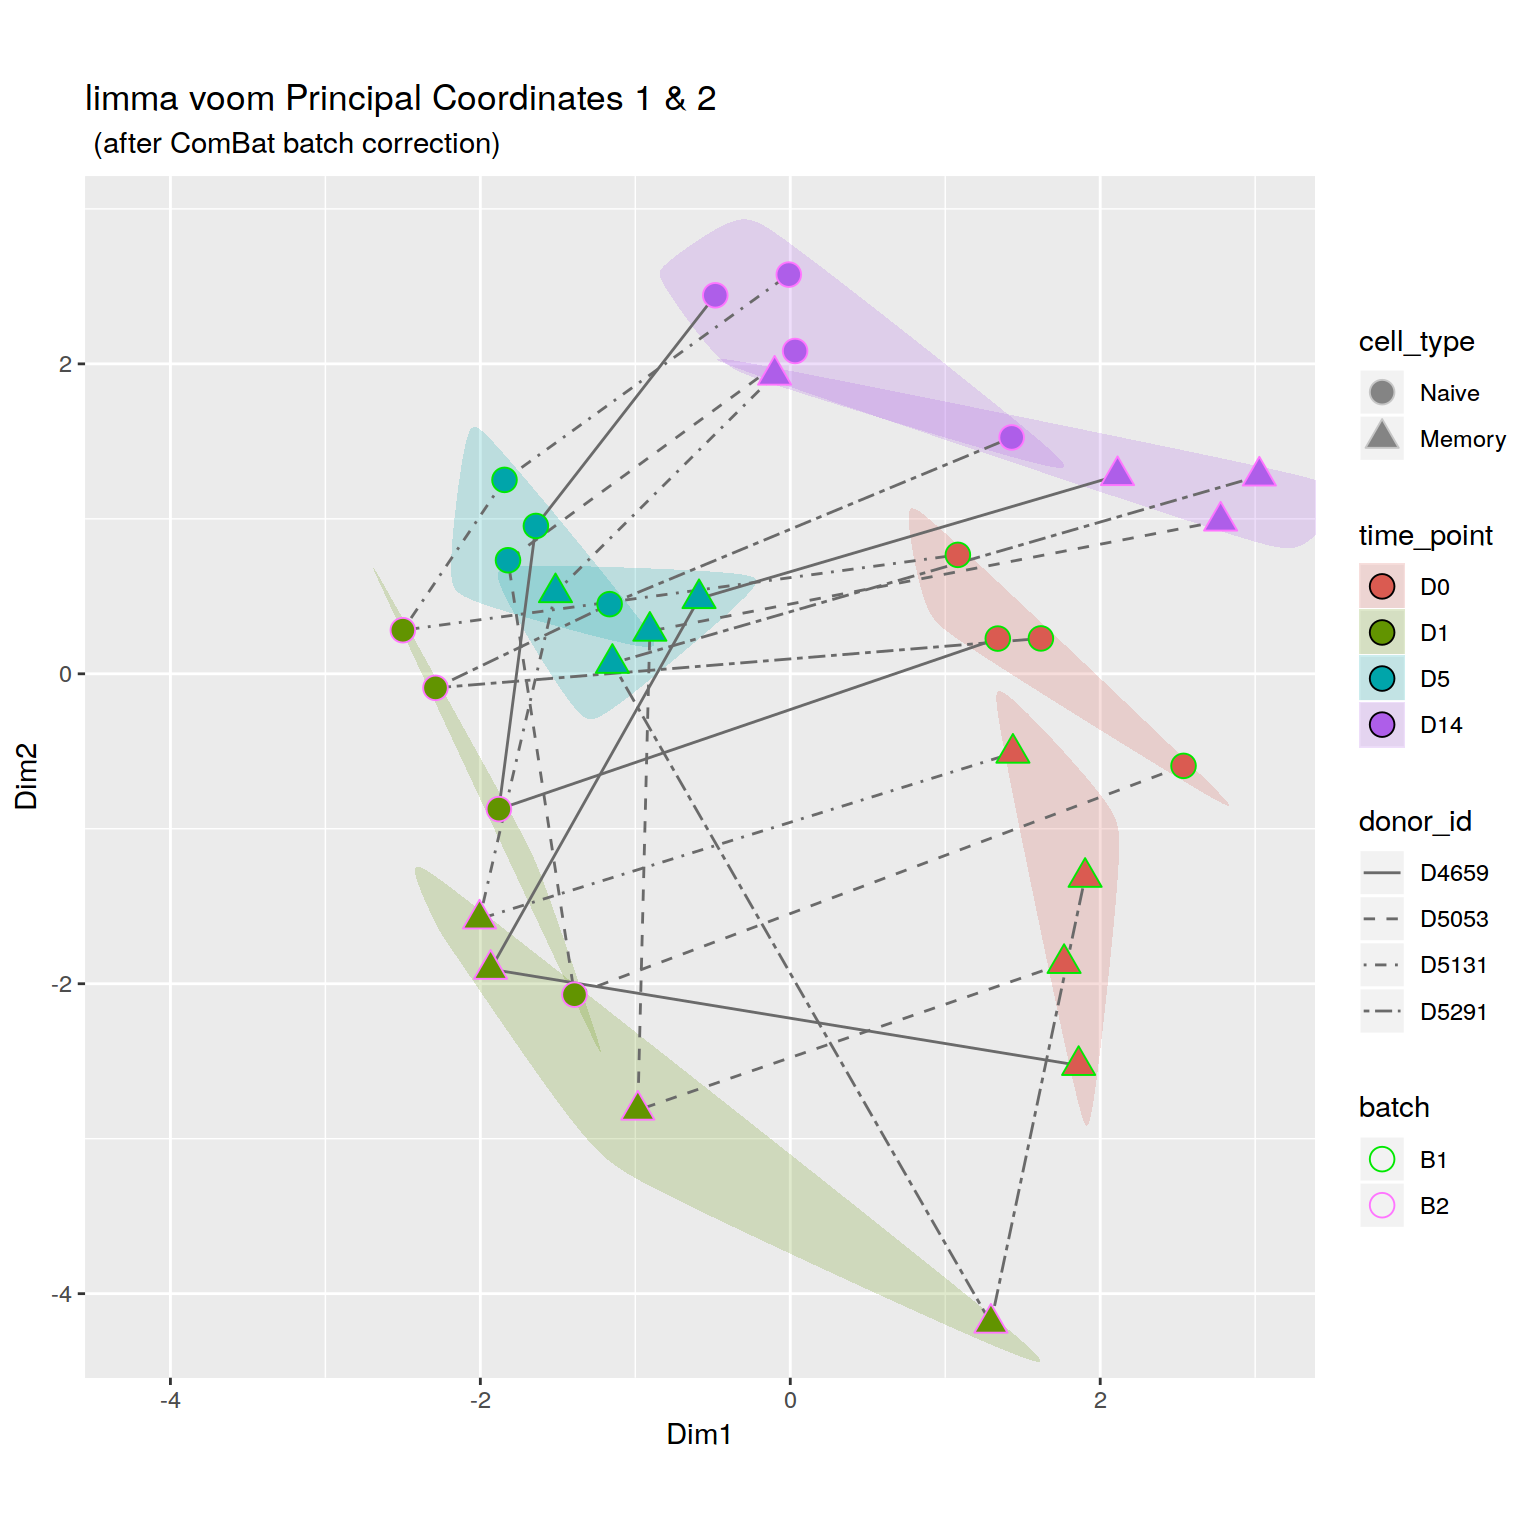 limma voom Principal Coordinates 1 & 2
(after ComBat batch correction)
2
0
-2
-4
Dim2
-4
-2
0
2
Dim1
cell_type
Naive
Memory
time_point
D0
D1
D5
D14
donor_id
D4659
D5053
D5131
D5291
batch
B1
B2